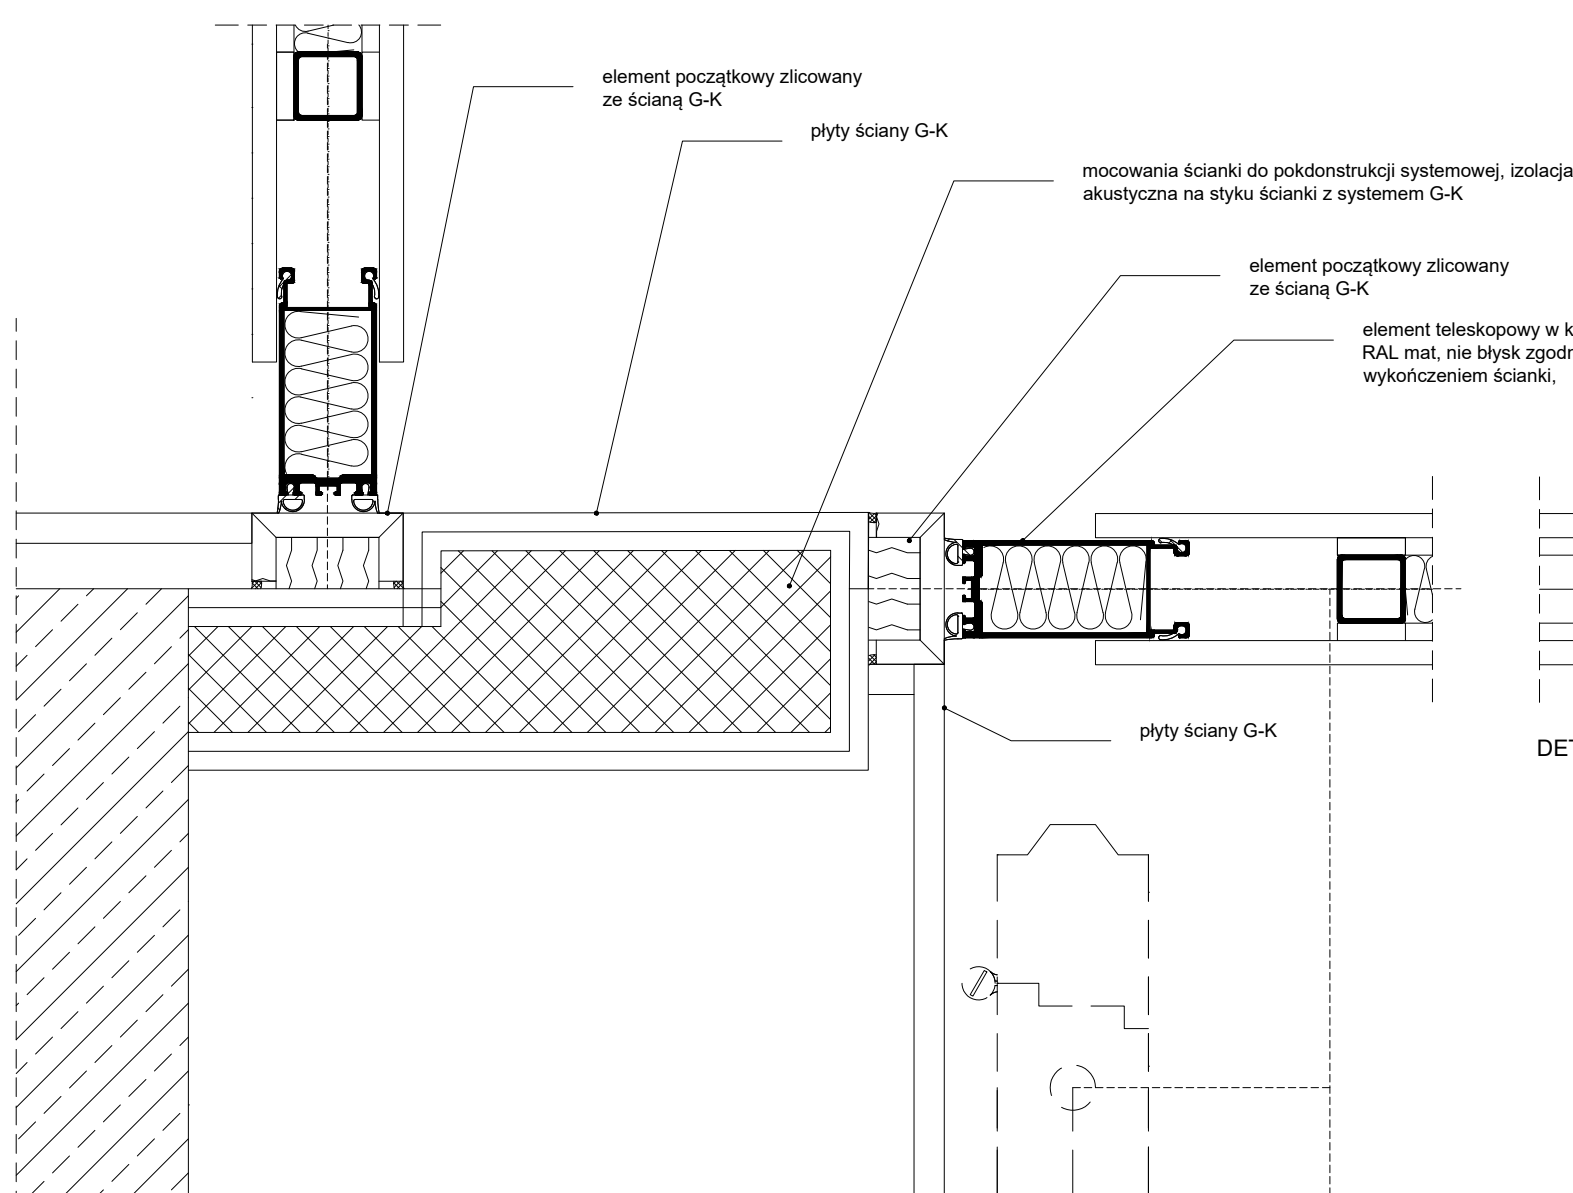 element początkowy zlicowany
ze ścianą G-K
płyty ściany G-K
mocowania ścianki do pokdonstrukcji systemowej, izolacja
akustyczna na styku ścianki z systemem G-K
element początkowy zlicowany
ze ścianą G-K
element teleskopowy w k
RAL mat, nie błysk zgodn
wykończeniem ścianki,
płyty ściany G-K
DET